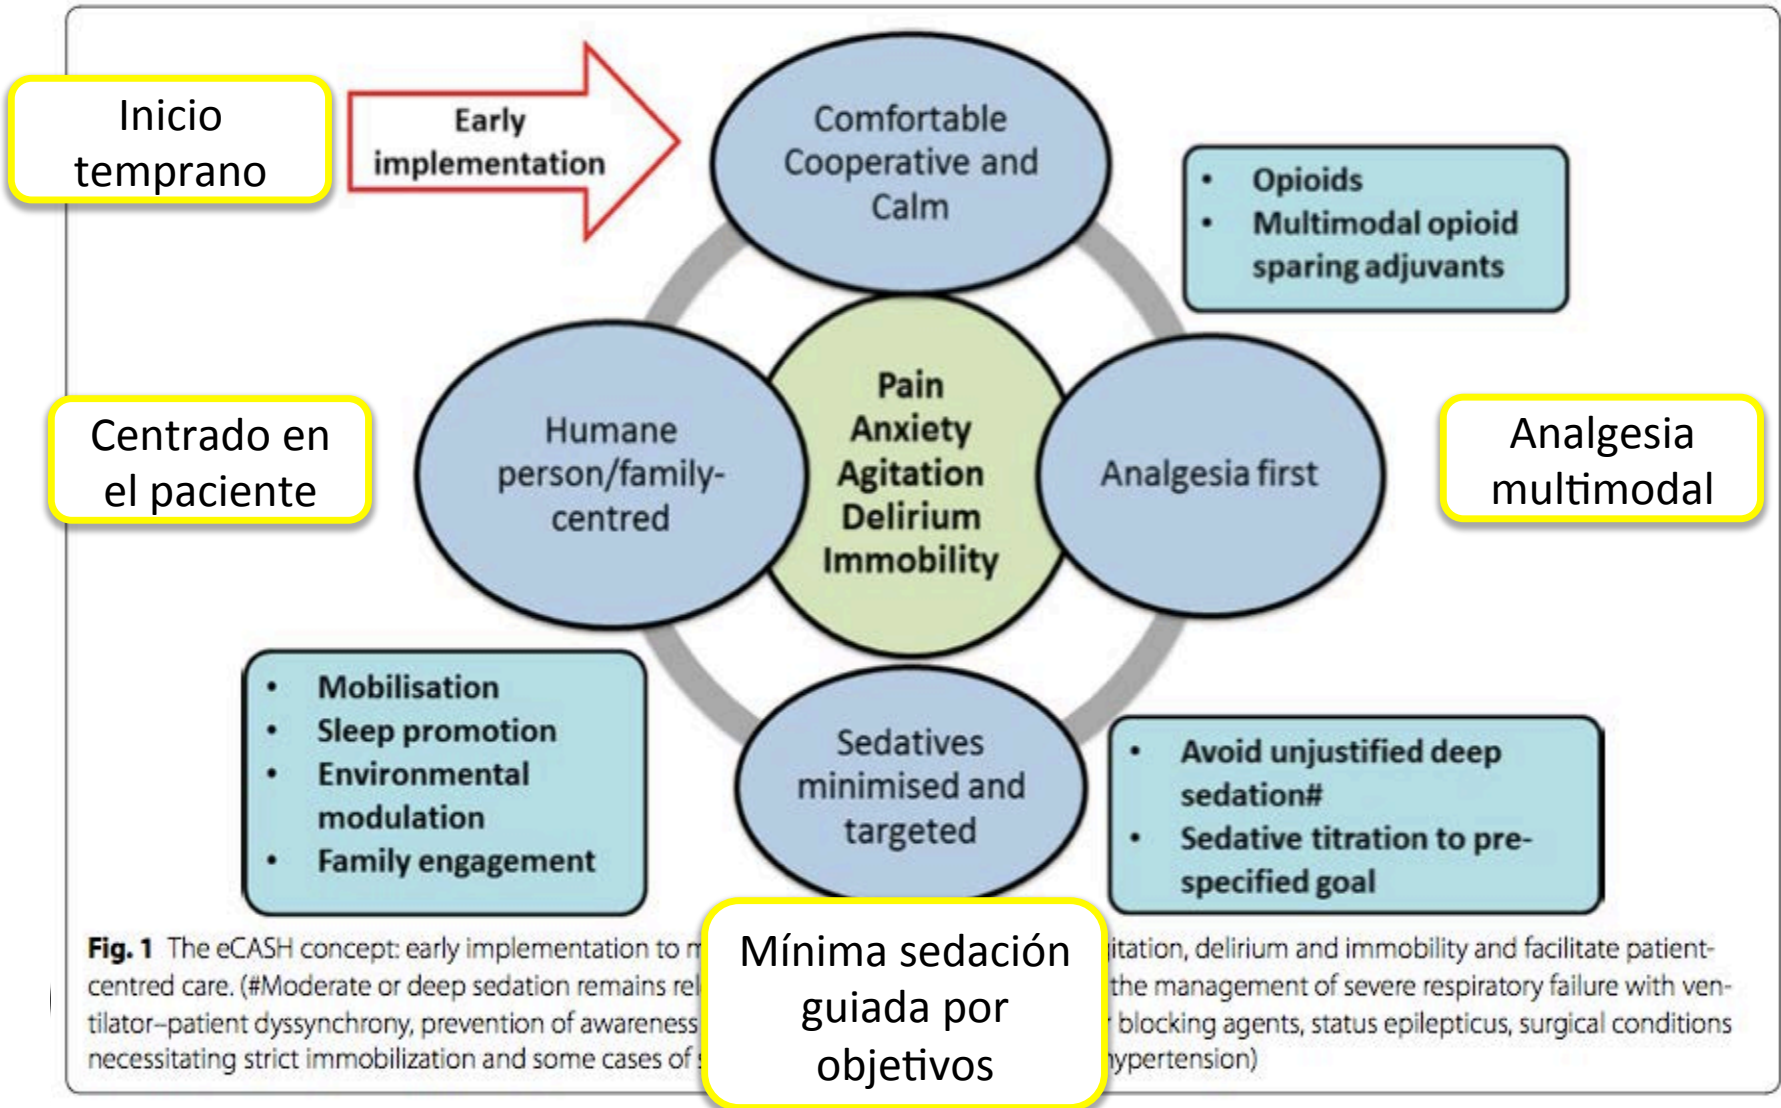 Inicio
temprano
Early
implementation
Comfortable
Cooperative and
Calm
• Opioids
• Multimodal opioid
sparing adjuvants
Centrado en
el paciente
Humane
person/family-
centred
Pain
Anxiety
Agitation
Delirium
Immobility
Analgesia first
Analgesia
multimodal
• Mobilisation
• Sleep promotion
• Environmental
modulation
• Family engagement
Sedatives
minimised and
targeted
• Avoid unjustified deep
sedation#
• Sedative titration to pre-
specified goal
Mínima sedación
guiada por
objetivos
Fig. 1 The eCASH concept: early implementation to delirium and immobility and facilitate patient-
centred care. (#Moderate or deep sedation remains the management of severe respiratory failure with ven-
tilator–patient dyssynchrony, prevention of awareness blocking agents, status epilepticus, surgical conditions
necessitating strict immobilization and some cases of